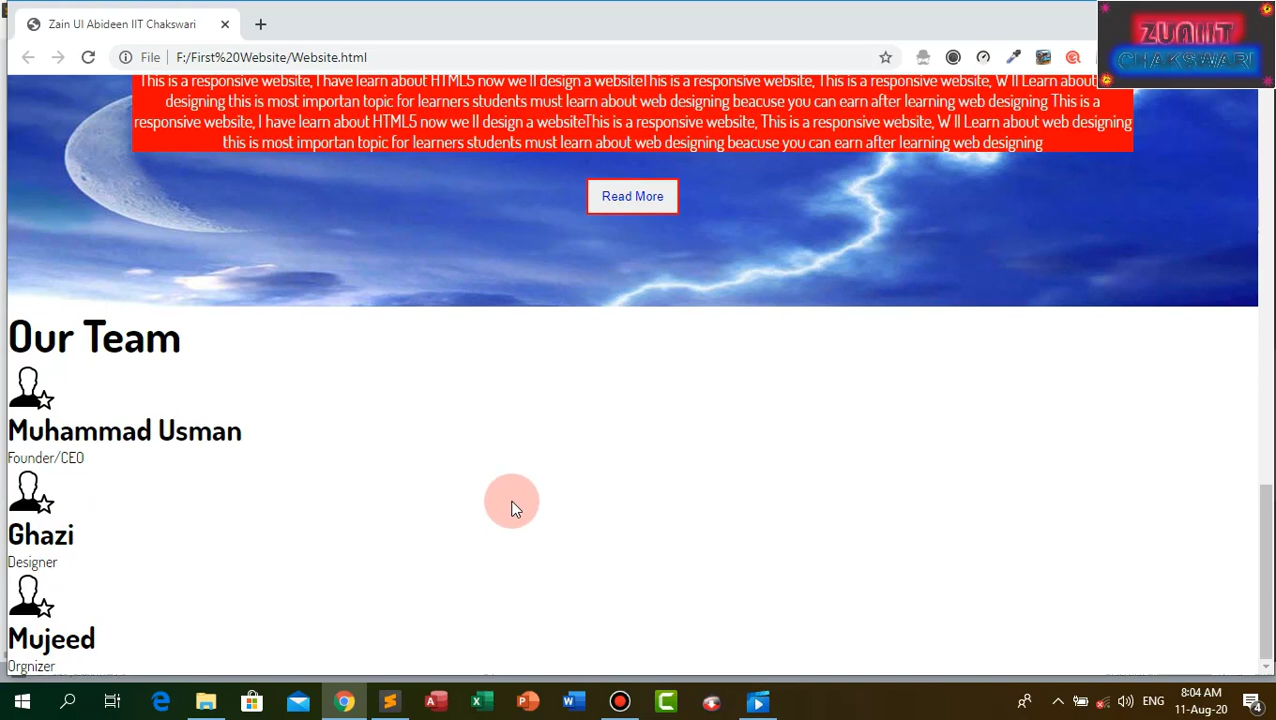 Zain Ul Abideen IIT Chakswari
ZUAIIT
CHAKSWARI
File F:/First%20Website/Website.html
This is a responsive website, I have learn about HTML5 now we ll design a websiteThis is a responsive website, This is a responsive website, W ll Learn about
designing this is most importan topic for learners students must learn about web designing beacuse you can earn after learning web designing This is a
responsive website, I have learn about HTML5 now we ll design a websiteThis is a responsive website, This is a responsive website, W ll Learn about web designing
this is most importan topic for learners students must learn about web designing beacuse you can earn after learning web designing
Read More
Our Team
Muhammad Usman
Founder/CEO
Ghazi
Designer
Mujeed
Orgnizer
ENG
8:04 AM
11-Aug-20
4